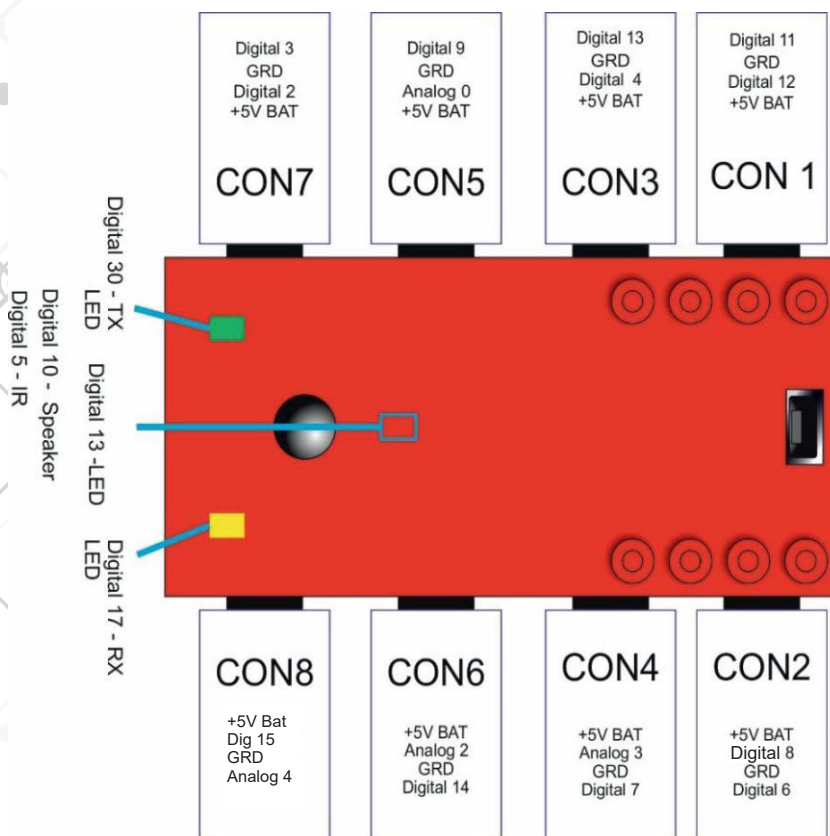 Digital 3
GRD
Digital 2
+5V BAT
CON7
Digital 9
GRD
Analog 0
+5V BAT
CON5
Digital 13
GRD
Digital 4
+5V BAT
CON3
Digital 11
GRD
Digital 12
+5V BAT
CON 1
Digital 30 - TX
LED
Digital 13 -LED
Digital 10 - Speaker
Digital 5 - IR
Digital 17 - RX
LED
CON8
+5V Bat
Dig 15
GRD
Analog 4
CON6
+5V BAT
Analog 2
GRD
Digital 14
CON4
+5V BAT
Analog 3
GRD
Digital 7
CON2
+5V BAT
Digital 8
GRD
Digital 6